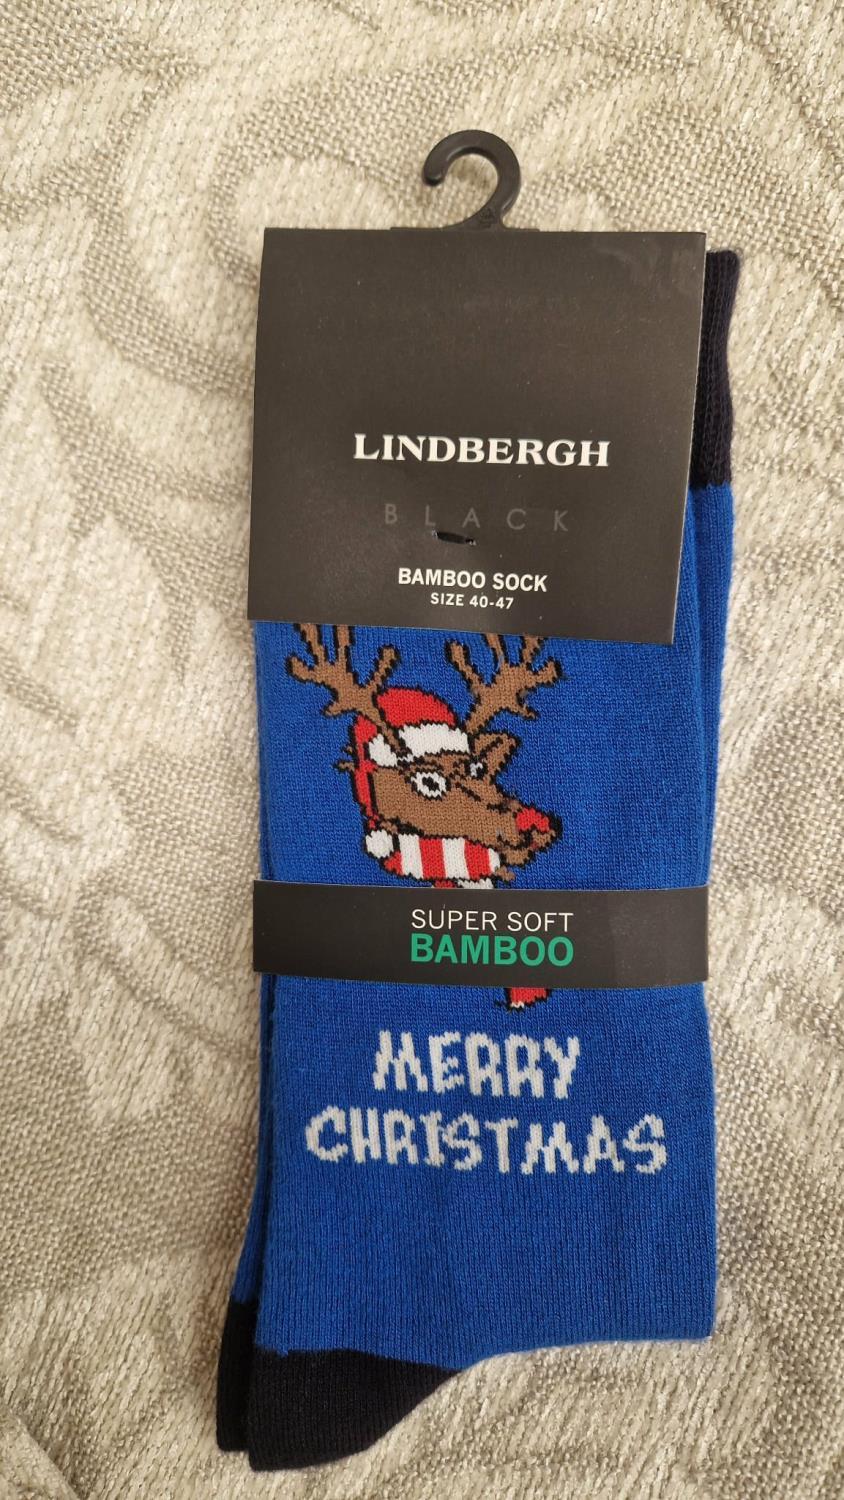 LINDBERGH
BLACK
BAMBOO SOCK
SIZE 40-47
SUPER SOFT
BAMBOO
MERRY
CHRISTMAS